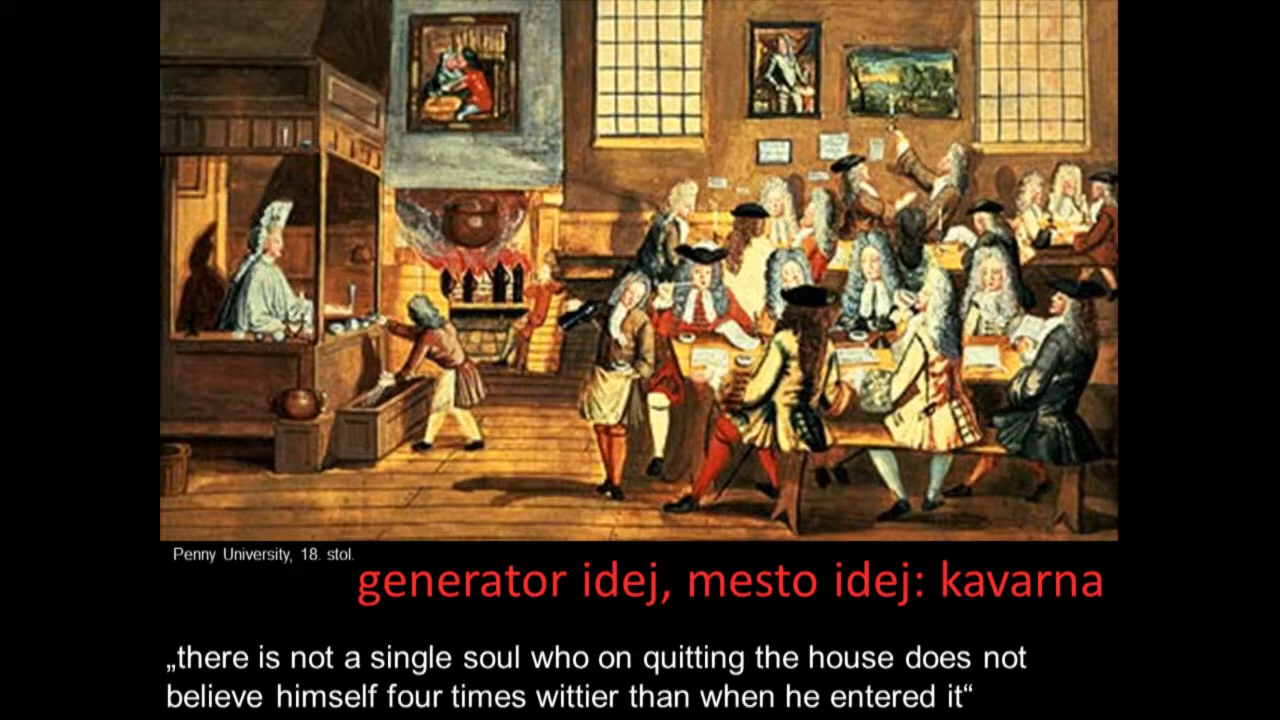 Penny University, 18. stol.
generator idej, mesto idej: kavarna
„there is not a single soul who on quitting the house does not
believe himself four times wittier than when he entered it“